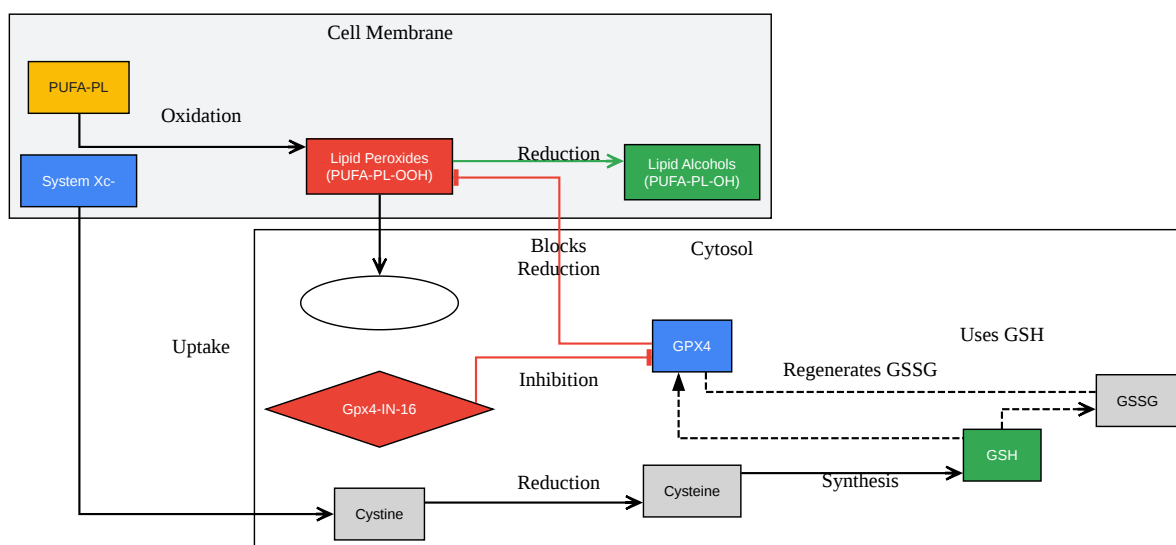 Cell Membrane
PUFA-PL
Oxidation
Lipid Peroxides
(PUFA-PL-OOH)
Reduction
Lipid Alcohols
(PUFA-PL-OH)
System Xc-
Blocks
Reduction
Cytosol
Uptake
GPX4
Uses GSH
Inhibition
Regenerates GSSG
Gpx4-IN-16
GSSG
GSH
Reduction
Cysteine
Synthesis
Cystine